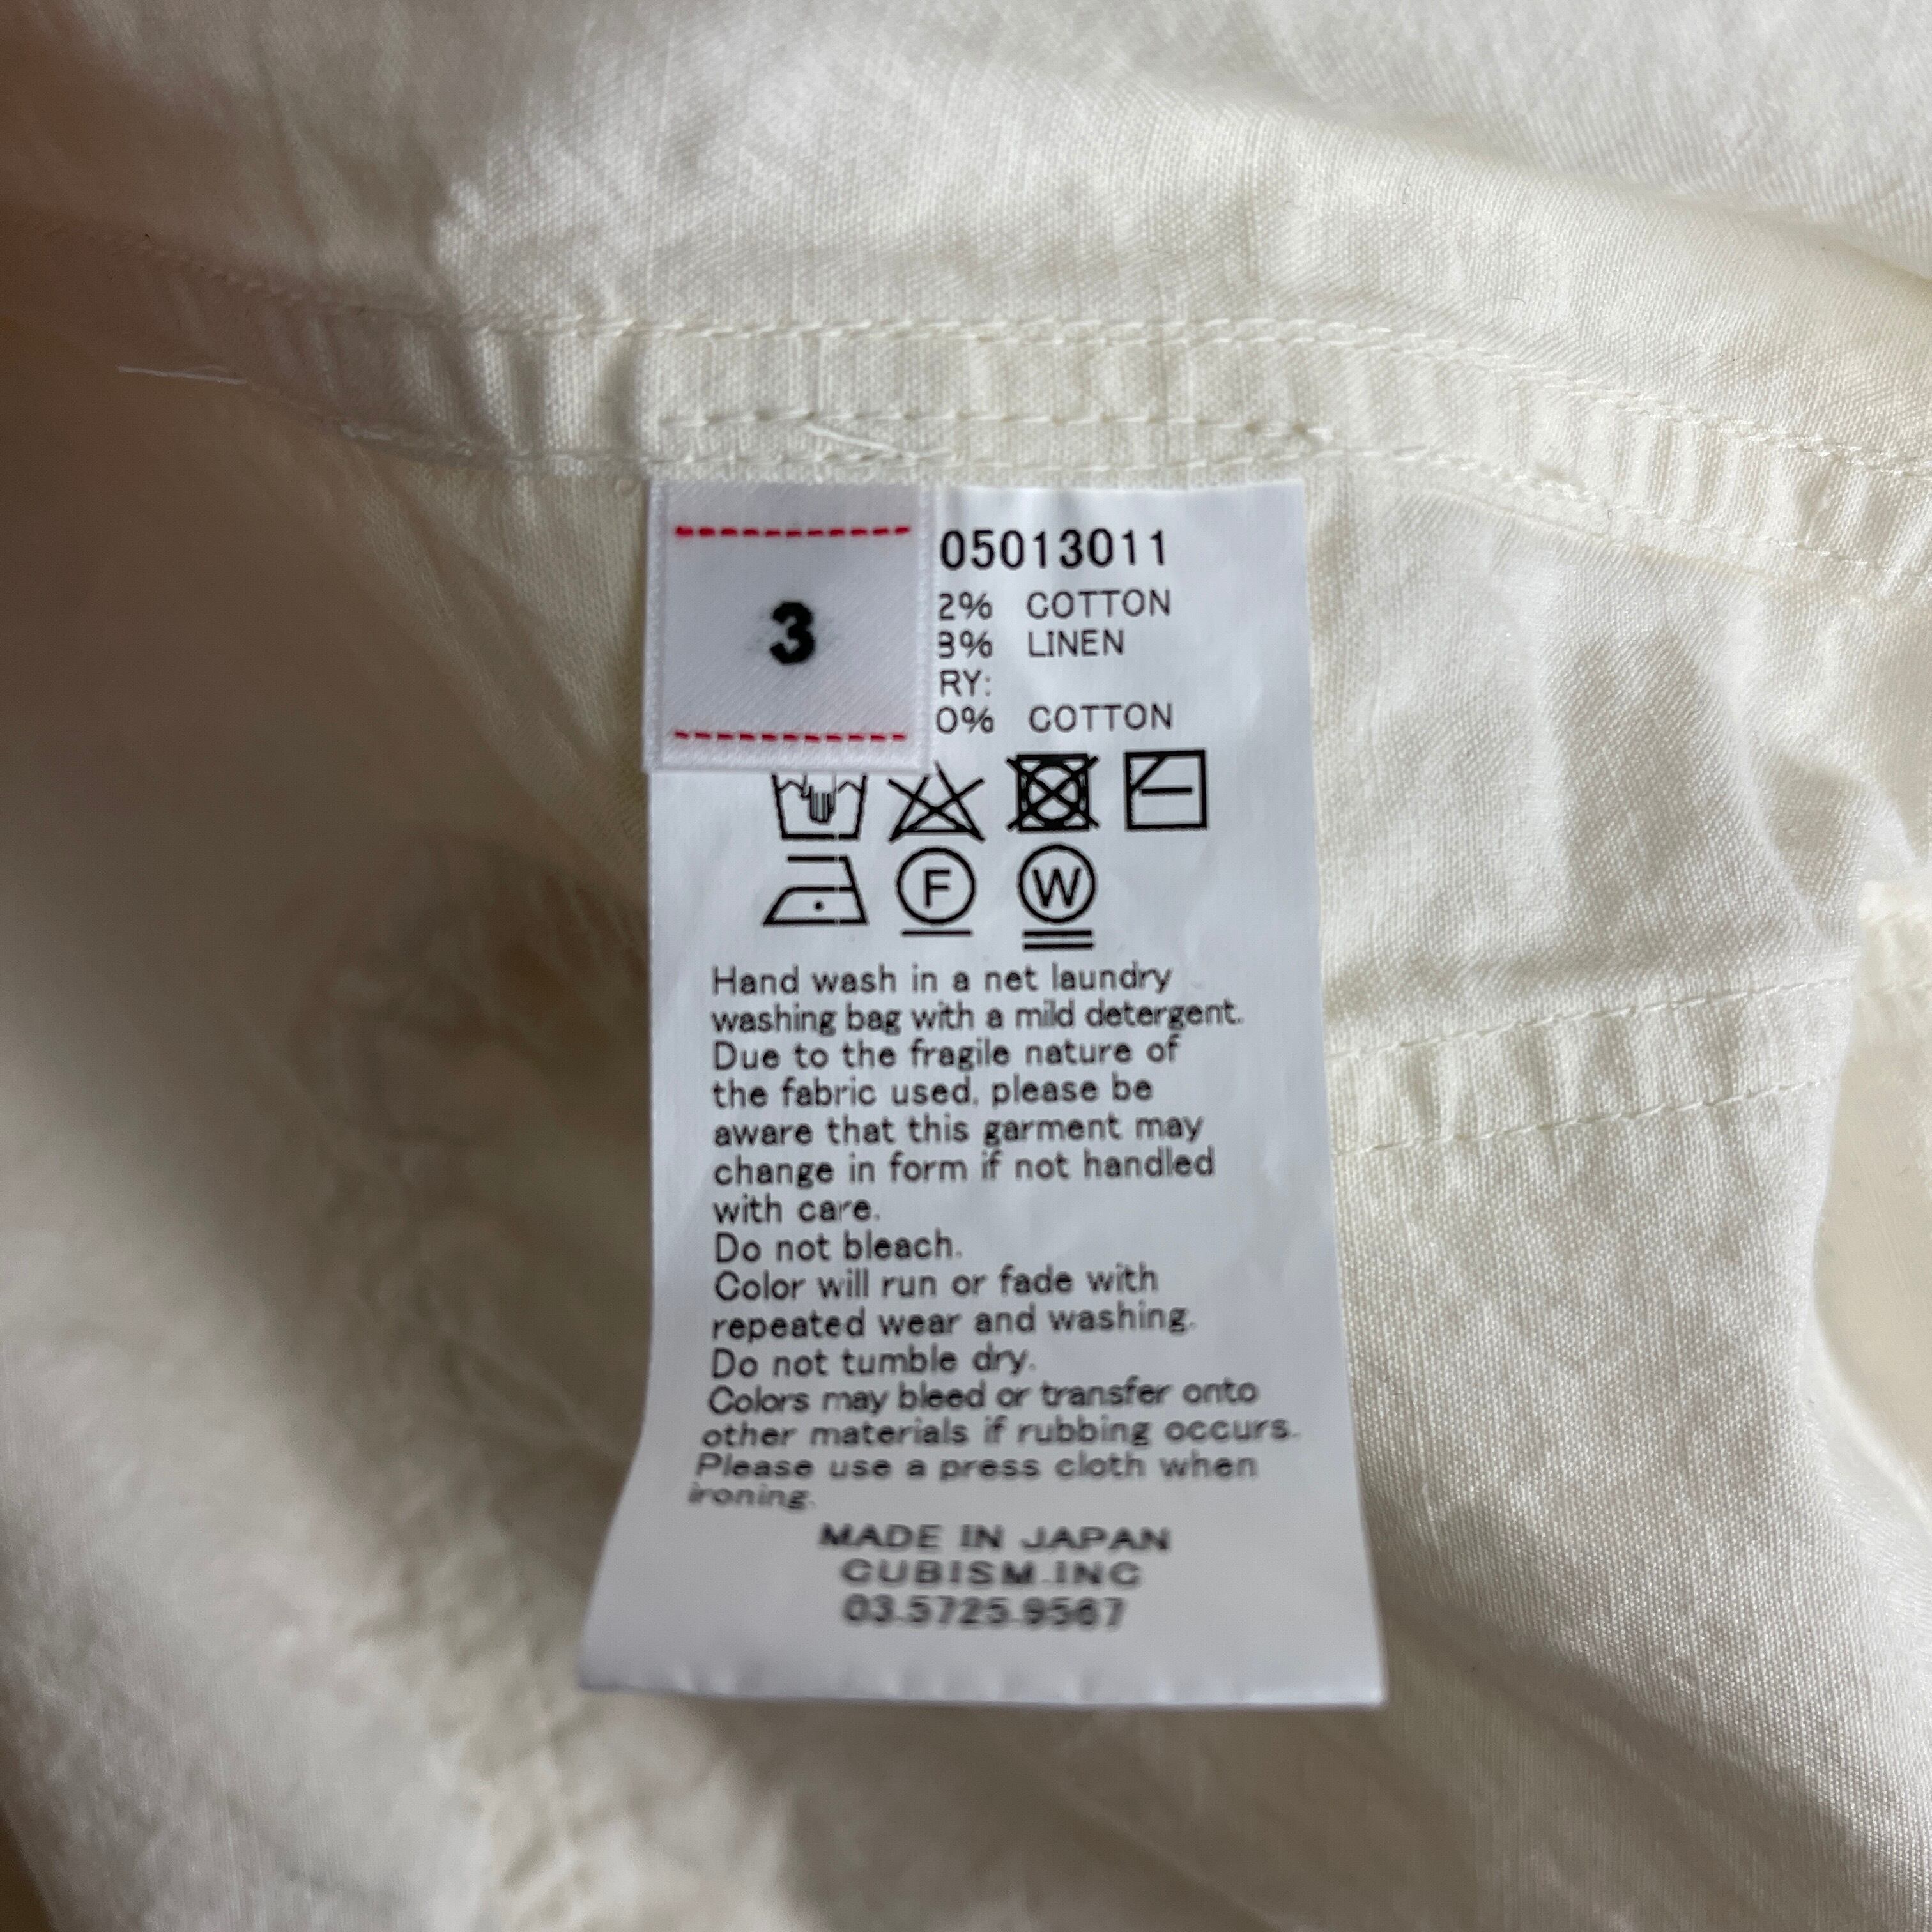 3
05013011
2% COTTON
3% LINEN
RY:
0% COTTON
F W
Hand wash in a net laundry
washing bag with a mild detergent.
Due to the fragile nature of
the fabric used, please be
aware that this garment may
change in form if not handled
with care.
Do not bleach.
Color will run or fade with
repeated wear and washing.
Do not tumble dry.
Colors may bleed or transfer onto
other materials if rubbing occurs.
Please use a press cloth when
ironing.
MADE IN JAPAN
CUBISM.INC
03.5725.9567